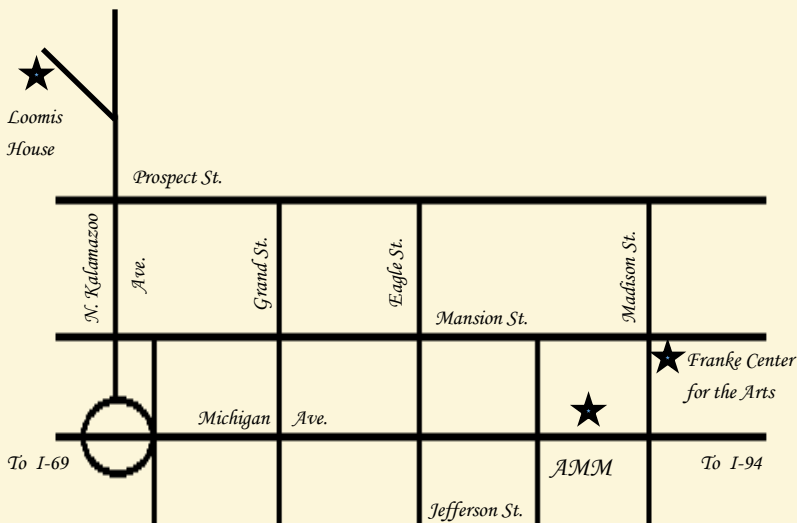 Loomis
House
Prospect St.
N. Kalamazoo
Ave.
Grand St.
Eagle St.
Madison St.
Mansion St.
Franke Center
for the Arts
Michigan Ave.
To I-69
AMM
To I-94
Jefferson St.